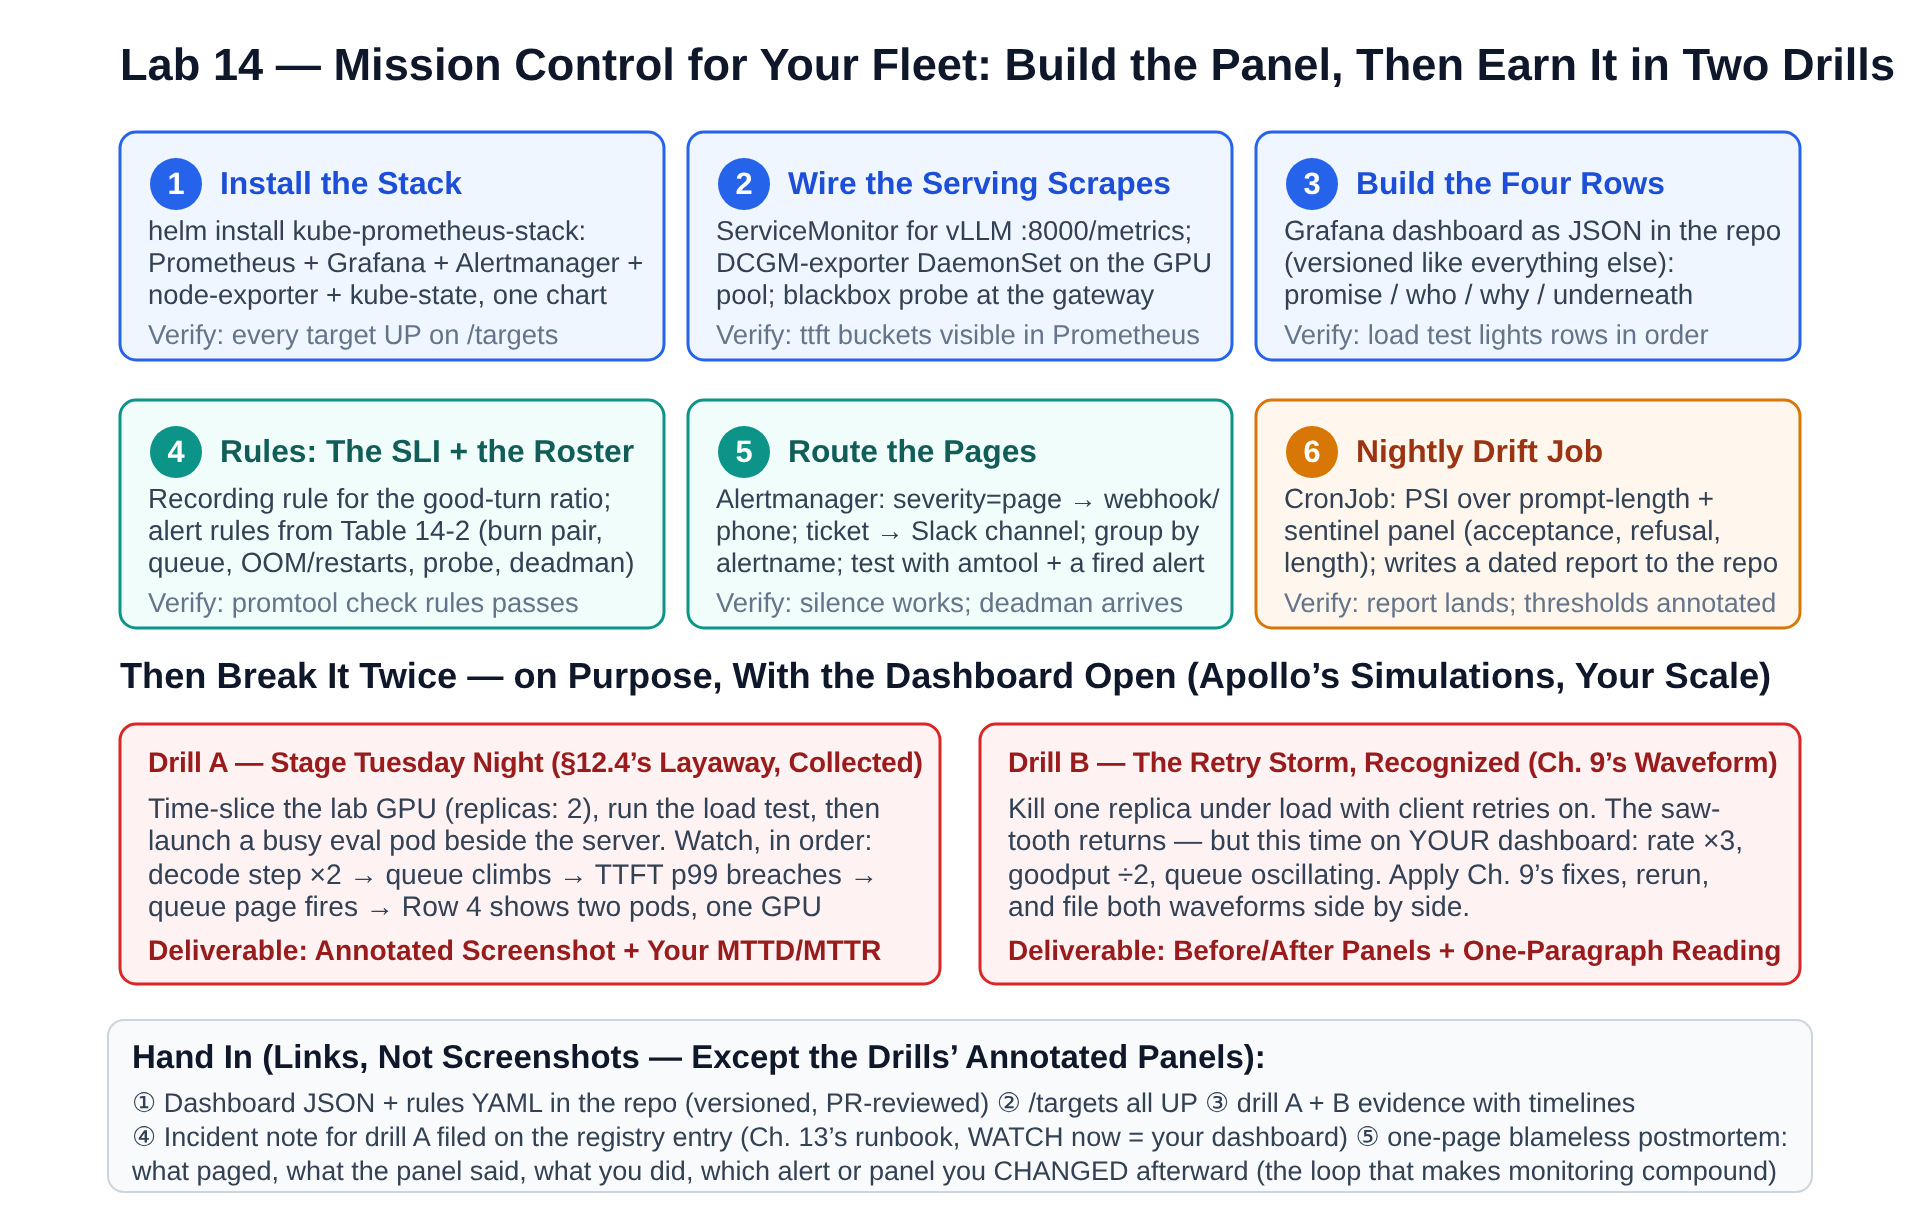 Lab 14 — Mission Control for Your Fleet: Build the Panel, Then Earn It in Two Drills
1 Install the Stack
helm install kube-prometheus-stack:
Prometheus + Grafana + Alertmanager +
node-exporter + kube-state, one chart
Verify: every target UP on /targets
2 Wire the Serving Scrapes
ServiceMonitor for vLLM :8000/metrics;
DCGM-exporter DaemonSet on the GPU
pool; blackbox probe at the gateway
Verify: ttft buckets visible in Prometheus
3 Build the Four Rows
Grafana dashboard as JSON in the repo
(versioned like everything else):
promise / who / why / underneath
Verify: load test lights rows in order
4 Rules: The SLI + the Roster
Recording rule for the good-turn ratio;
alert rules from Table 14-2 (burn pair,
queue, OOM/restarts, probe, deadman)
Verify: promtool check rules passes
5 Route the Pages
Alertmanager: severity=page → webhook/
phone; ticket → Slack channel; group by
alertname; test with amtool + a fired alert
Verify: silence works; deadman arrives
6 Nightly Drift Job
CronJob: PSI over prompt-length +
sentinel panel (acceptance, refusal,
length); writes a dated report to the repo
Verify: report lands; thresholds annotated
Then Break It Twice — on Purpose, With the Dashboard Open (Apollo’s Simulations, Your Scale)
Drill A — Stage Tuesday Night (§12.4’s Layaway, Collected)
Time-slice the lab GPU (replicas: 2), run the load test, then
launch a busy eval pod beside the server. Watch, in order:
decode step ×2 → queue climbs → TTFT p99 breaches →
queue page fires → Row 4 shows two pods, one GPU
Deliverable: Annotated Screenshot + Your MTTD/MTTR
Drill B — The Retry Storm, Recognized (Ch. 9’s Waveform)
Kill one replica under load with client retries on. The saw-
tooth returns — but this time on YOUR dashboard: rate ×3,
goodput ÷2, queue oscillating. Apply Ch. 9’s fixes, rerun,
and file both waveforms side by side.
Deliverable: Before/After Panels + One-Paragraph Reading
Hand In (Links, Not Screenshots — Except the Drills’ Annotated Panels):
① Dashboard JSON + rules YAML in the repo (versioned, PR-reviewed) ② /targets all UP ③ drill A + B evidence with timelines
④ Incident note for drill A filed on the registry entry (Ch. 13’s runbook, WATCH now = your dashboard) ⑤ one-page blameless postmortem:
what paged, what the panel said, what you did, which alert or panel you CHANGED afterward (the loop that makes monitoring compound)